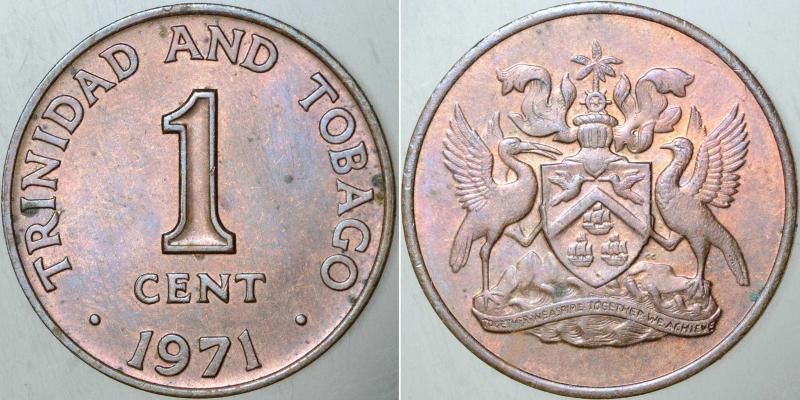 TRINIDAD AND TOBAGO
1
CENT
· 1971 ·
TOGETHER WE ASPIRE TOGETHER WE ACHIEVE